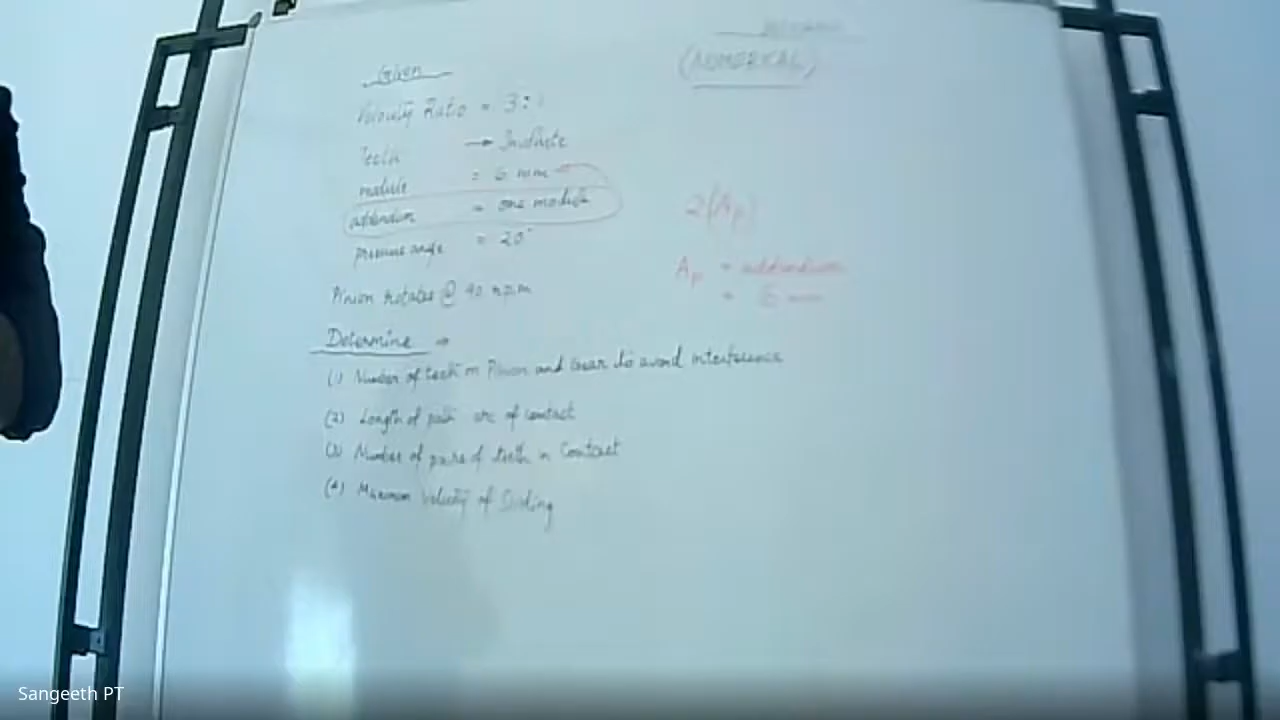 (NUMERICAL)
Given
Velocity Ratio = 3:1
Teeth → Involute
module = 6 mm
addendum = one module
pressure angle = 20°
2(Ap)
Ap = addendum
= 6 mm
Pinion rotates @ 90 rpm
Determine →
(1) Number of teeth on Pinion and Gear to avoid interference
(2) Length of path arc of contact
(3) Number of pairs of teeth in Contact
(4) Maximum Velocity of Sliding
Sangeeth PT